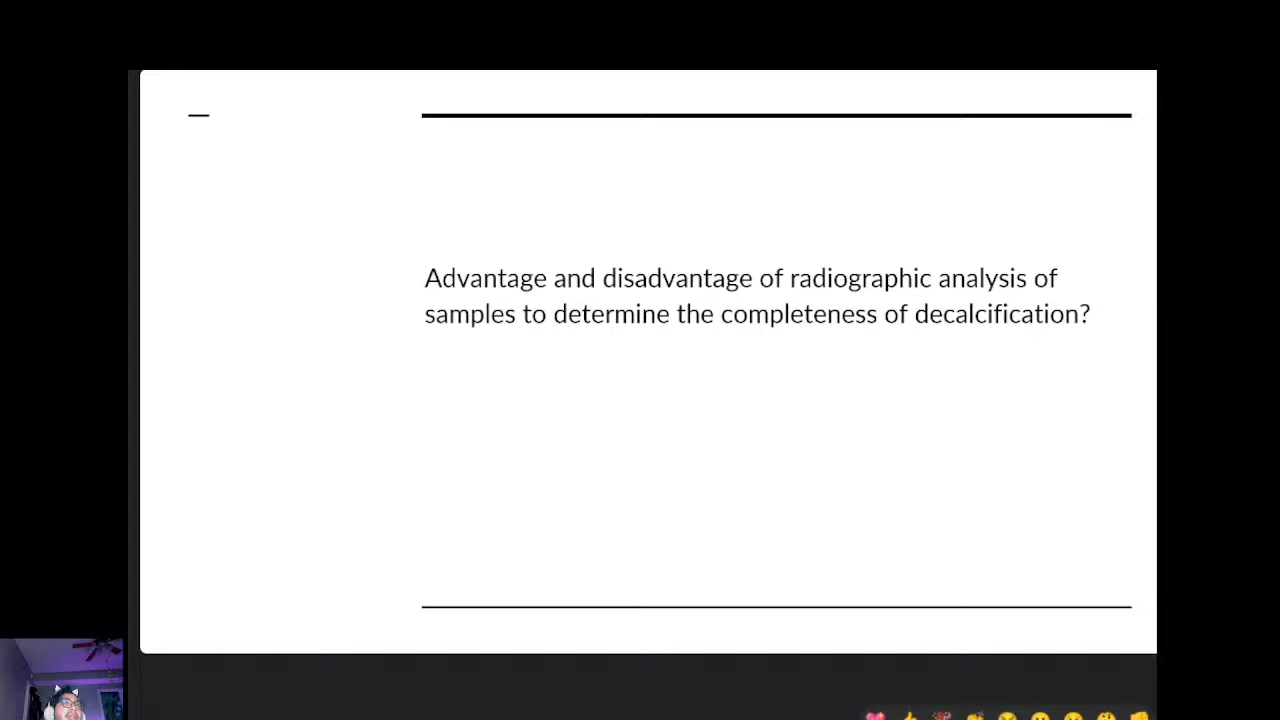 Advantage and disadvantage of radiographic analysis of
samples to determine the completeness of decalcification?